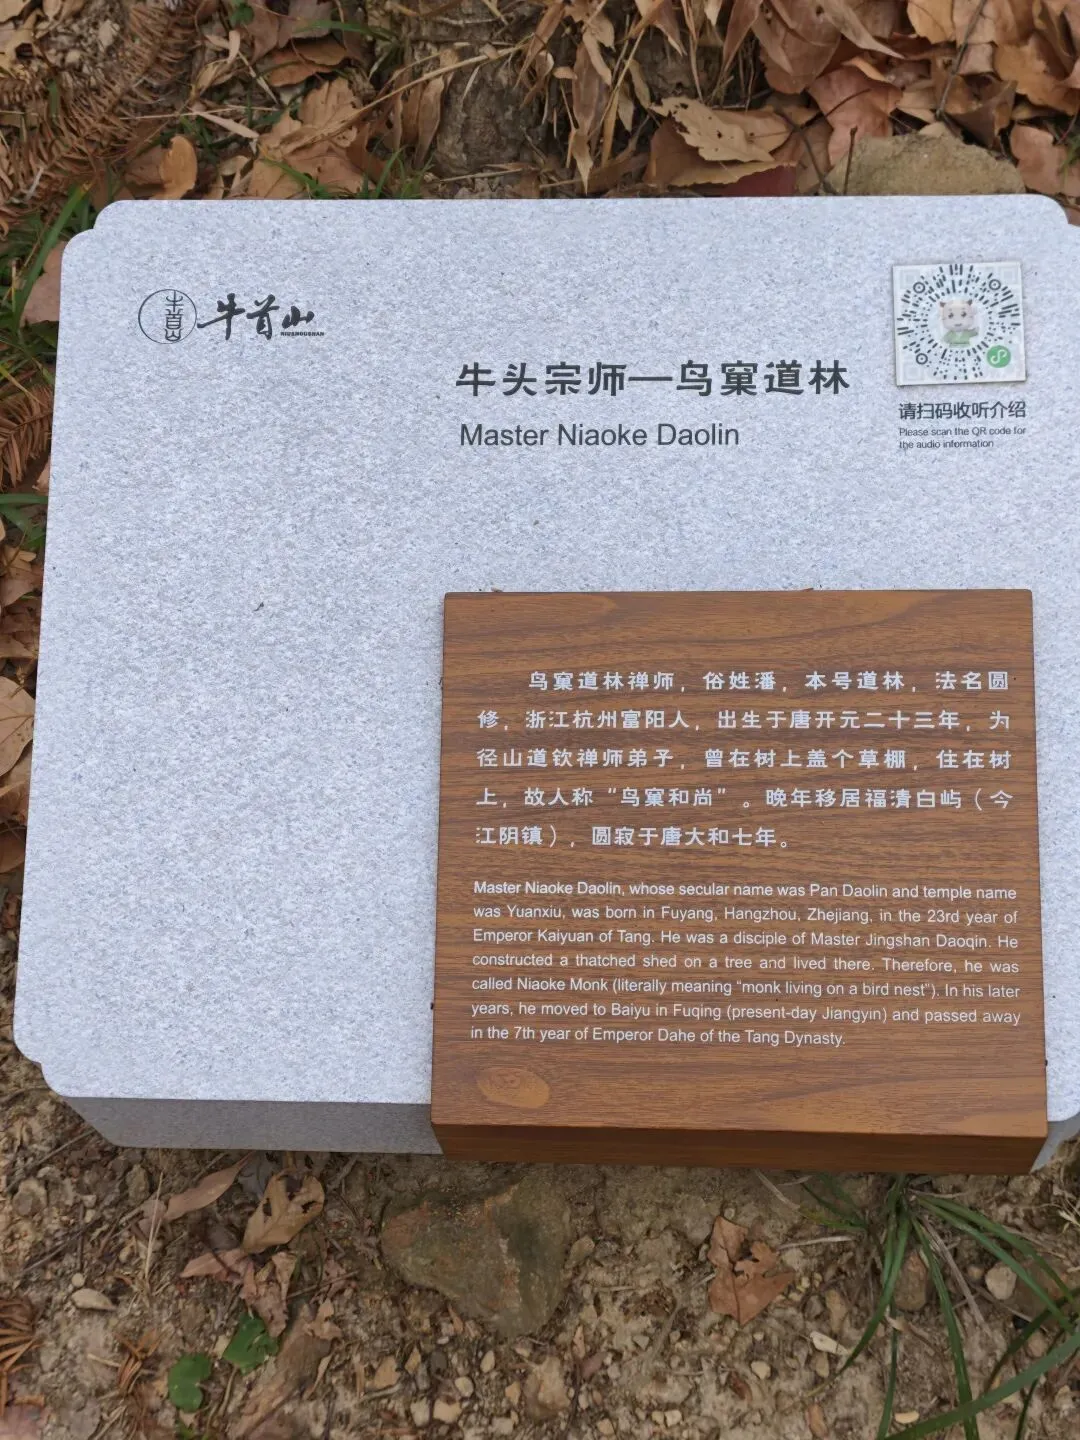 牛首山
牛首山
NIUSHOUSHAN
牛头宗师—鸟窠道林
Master Niaoke Daolin
请扫码收听介绍
Please scan the QR code for
the audio information
鸟窠道林禅师，俗姓潘，本号道林，法名圆
修，浙江杭州富阳人，出生于唐开元二十三年，为
径山道钦禅师弟子，曾在树上盖个草棚，住在树
上，故人称“鸟窠和尚”。晚年移居福清白屿（今
江阴镇），圆寂于唐大和七年。
Master Niaoke Daolin, whose secular name was Pan Daolin and temple name
was Yuanxiu, was born in Fuyang, Hangzhou, Zhejiang, in the 23rd year of
Emperor Kaiyuan of Tang. He was a disciple of Master Jingshan Daoqin. He
constructed a thatched shed on a tree and lived there. Therefore, he was
called Niaoke Monk (literally meaning “monk living on a bird nest”). In his later
years, he moved to Baiyu in Fuqing (present-day Jiangyin) and passed away
in the 7th year of Emperor Dahe of the Tang Dynasty.